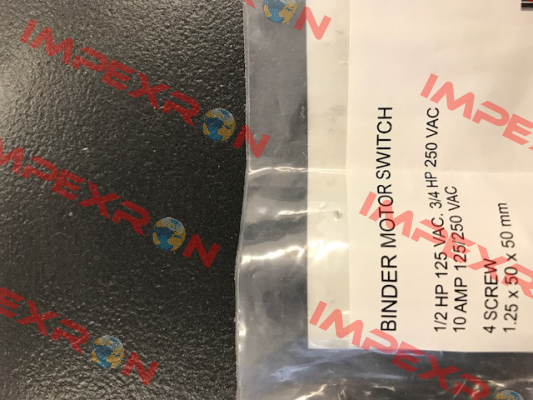 BINDER MOTOR SWITCH
1/2 HP 125 VAC. 3/4 HP 250 VAC
10 AMP 125/250 VAC
4 SCREW
1.25 x 50 x 50 mm
IMPEXRON
IMPEXRON
IMPEXRON
IMPEXRON
IMPEXRON
IMPEXRON